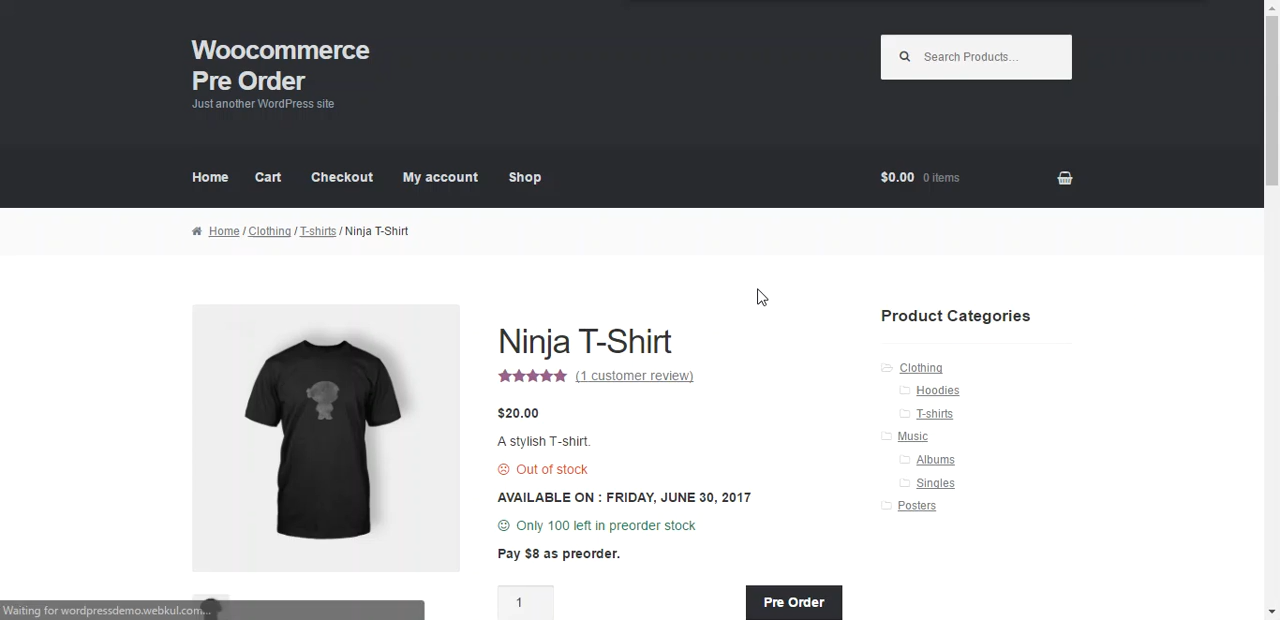 Woocommerce
Pre Order
Just another WordPress site
Search Products…
Home Cart Checkout My account Shop
$0.00 0 items
Home / Clothing / T-shirts / Ninja T-Shirt
Ninja T-Shirt
(1 customer review)
$20.00
A stylish T-shirt.
Out of stock
AVAILABLE ON : FRIDAY, JUNE 30, 2017
Only 100 left in preorder stock
Pay $8 as preorder.
1
Pre Order
Product Categories
Clothing
Hoodies
T-shirts
Music
Albums
Singles
Posters
Waiting for wordpressdemo.webkul.com...